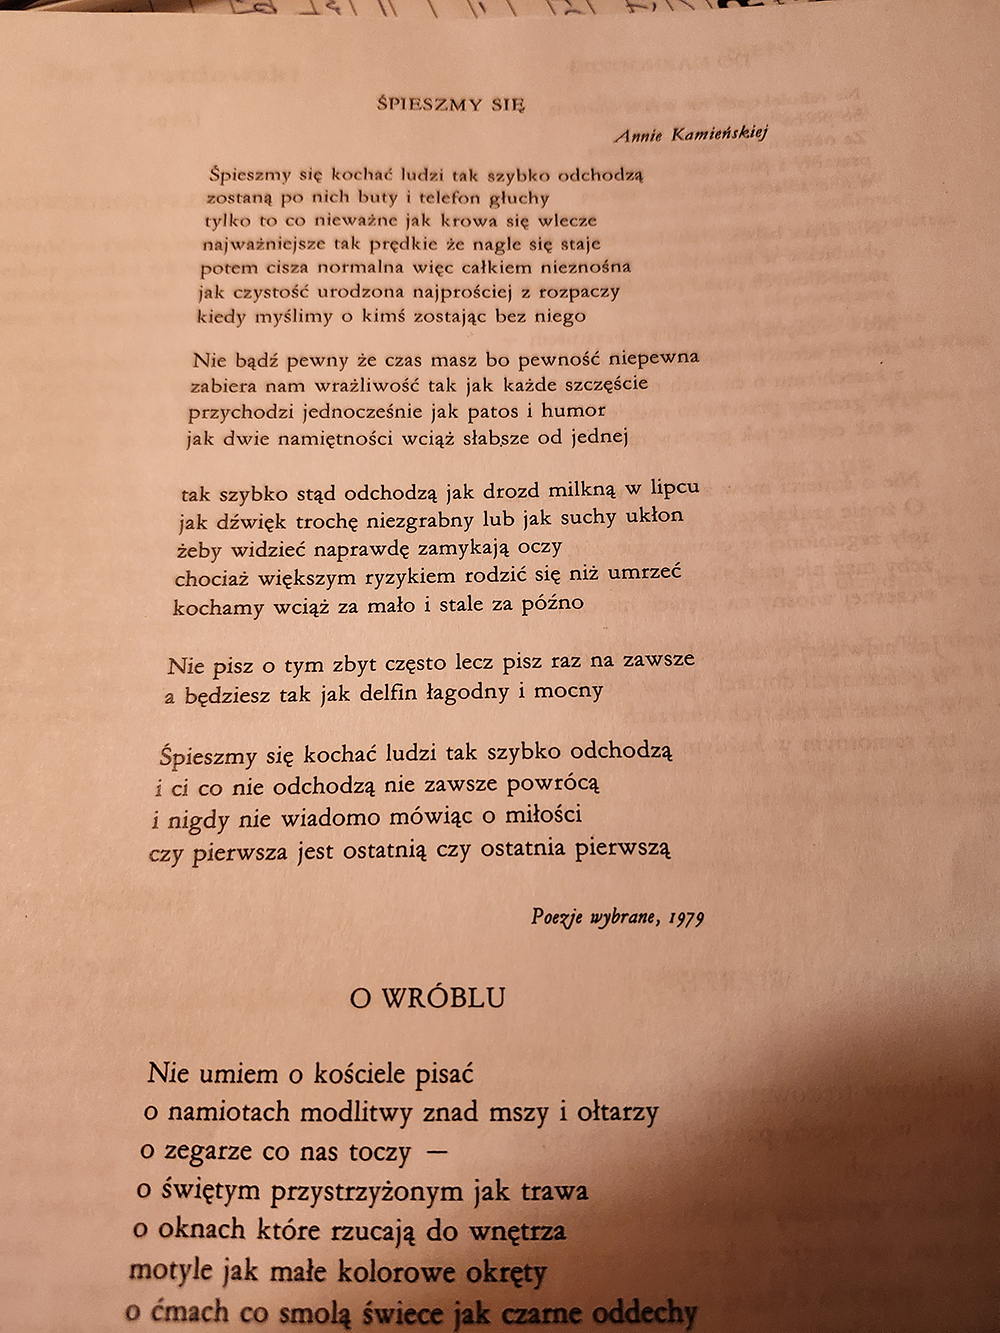 ŚPIESZMY SIĘ
Annie Kamieńskiej
Śpieszmy się kochać ludzi tak szybko odchodzą
zostaną po nich buty i telefon głuchy
tylko to co nieważne jak krowa się wlecze
najważniejsze tak prędkie że nagle się staje
potem cisza normalna więc całkiem nieznośna
jak czystość urodzona najprościej z rozpaczy
kiedy myślimy o kimś zostając bez niego
Nie bądź pewny że czas masz bo pewność niepewna
zabiera nam wrażliwość tak jak każde szczęście
przychodzi jednocześnie jak patos i humor
jak dwie namiętności wciąż słabsze od jednej
tak szybko stąd odchodzą jak drozd milkną w lipcu
jak dźwięk trochę niezgrabny lub jak suchy ukłon
żeby widzieć naprawdę zamykają oczy
chociaż większym ryzykiem rodzić się niż umrzeć
kochamy wciąż za mało i stale za późno
Nie pisz o tym zbyt często lecz pisz raz na zawsze
a będziesz tak jak delfin łagodny i mocny
Śpieszmy się kochać ludzi tak szybko odchodzą
i ci co nie odchodzą nie zawsze powrócą
i nigdy nie wiadomo mówiąc o miłości
czy pierwsza jest ostatnią czy ostatnia pierwszą
Poezje wybrane, 1979
O WRÓBLU
Nie umiem o kościele pisać
o namiotach modlitwy znad mszy i ołtarzy
o zegarze co nas toczy —
o świętym przystrzyżonym jak trawa
o oknach które rzucają do wnętrza
motyle jak małe kolorowe okręty
o ćmach co smolą świece jak czarne oddechy